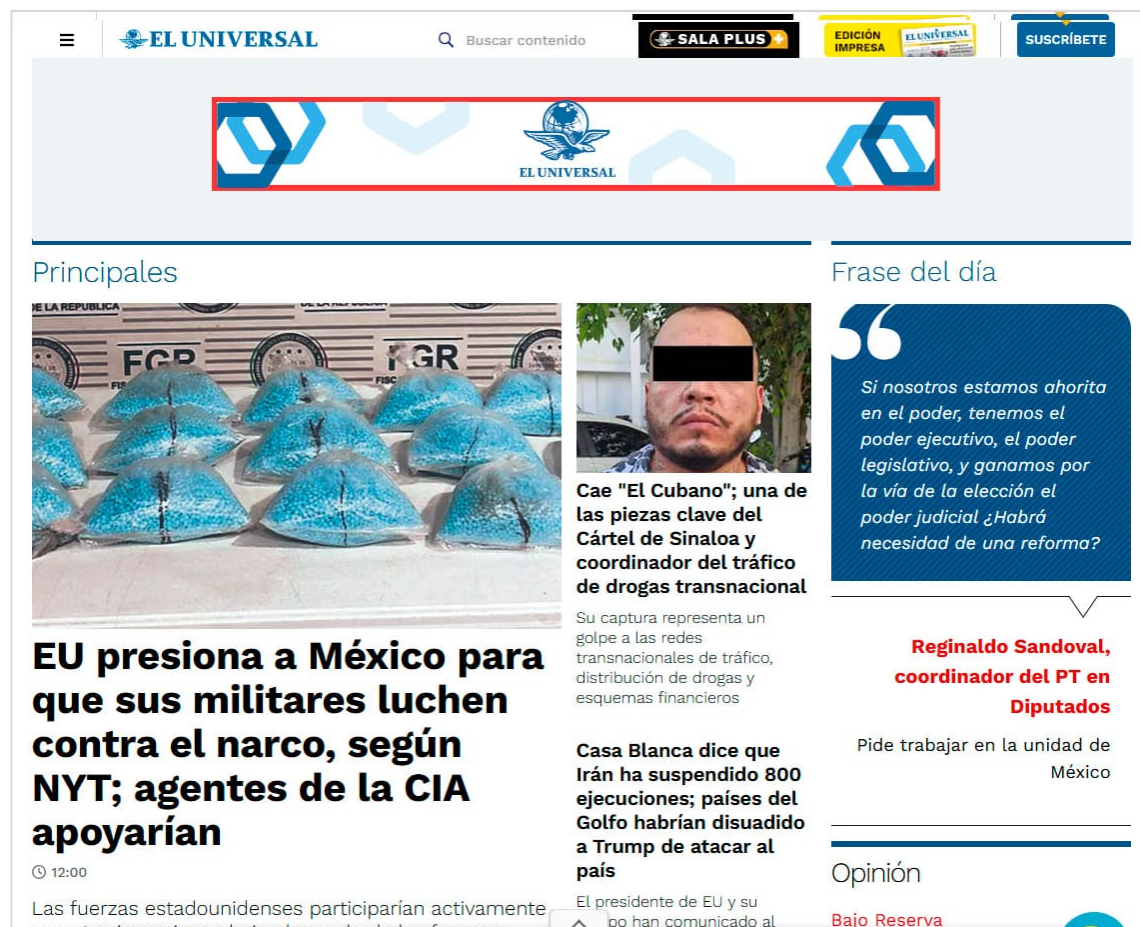 EL UNIVERSAL
Buscar contenido
SALA PLUS
EDICIÓN
IMPRESA
EL UNIVERSAL
SUSCRÍBETE
EL UNIVERSAL
Principales
DE LA REPUBLICA
FGR
FGR
Cae "El Cubano"; una de
las piezas clave del
Cártel de Sinaloa y
coordinador del tráfico
de drogas transnacional
Su captura representa un
golpe a las redes
transnacionales de tráfico,
distribución de drogas y
esquemas financieros
EU presiona a México para
que sus militares luchen
contra el narco, según
NYT; agentes de la CIA
apoyarían
12:00
Las fuerzas estadounidenses participarían activamente
Casa Blanca dice que
Irán ha suspendido 800
ejecuciones; países del
Golfo habrían disuadido
a Trump de atacar al
país
El presidente de EU y su
han comunicado al
Frase del día
Si nosotros estamos ahorita
en el poder, tenemos el
poder ejecutivo, el poder
legislativo, y ganamos por
la vía de la elección el
poder judicial ¿Habrá
necesidad de una reforma?
Reginaldo Sandoval,
coordinador del PT en
Diputados
Pide trabajar en la unidad de
México
Opinión
Bajo Reserva